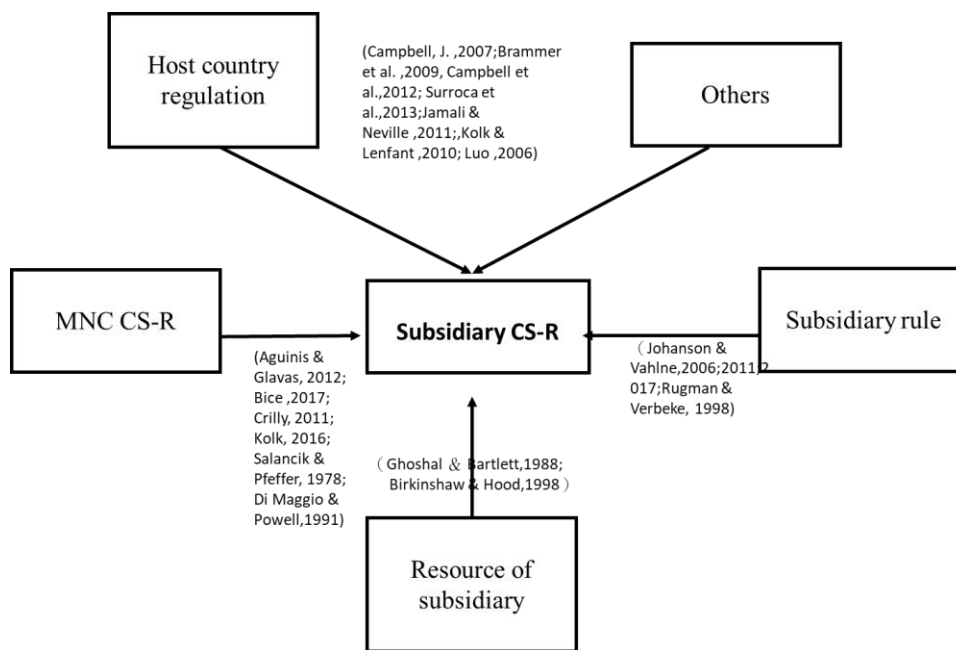 Host country
regulation
(Campbell, J. ,2007;Brammer
et al. ,2009, Campbell et
al.,2012; Surroca et
al.,2013;Jamali &
Neville ,2011;,Kolk &
Lenfant ,2010; Luo ,2006)
Others
MNC CS-R
Subsidiary CS-R
Subsidiary rule
(Aguinis &
Glavas, 2012;
Bice ,2017;
Crilly, 2011;
Kolk, 2016;
Salancik &
Pfeffer, 1978;
Di Maggio &
Powell,1991)
（Johanson &
Vahlne,2006;2011;2
017;Rugman &
Verbeke, 1998)
（Ghoshal ＆ Bartlett,1988;
Birkinshaw & Hood,1998）
Resource of
subsidiary